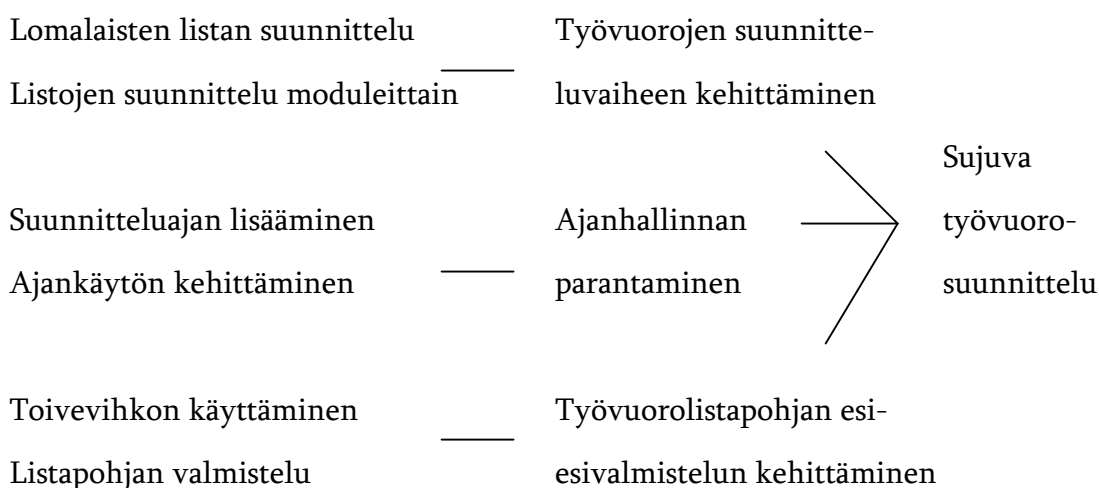 Lomalaisten listan suunnittelu
Listojen suunnittelu moduleittain
Työvuorojen suunnitte-
luvaiheen kehittäminen
Suunnitteluajan lisääminen
Ajankäytön kehittäminen
Ajanhallinnan
parantaminen
Toivevihkon käyttäminen
Listapohjan valmistelu
Työvuorolistapohjan esi-
esivalmistelun kehittäminen
Sujuva
työvuoro-
suunnittelu